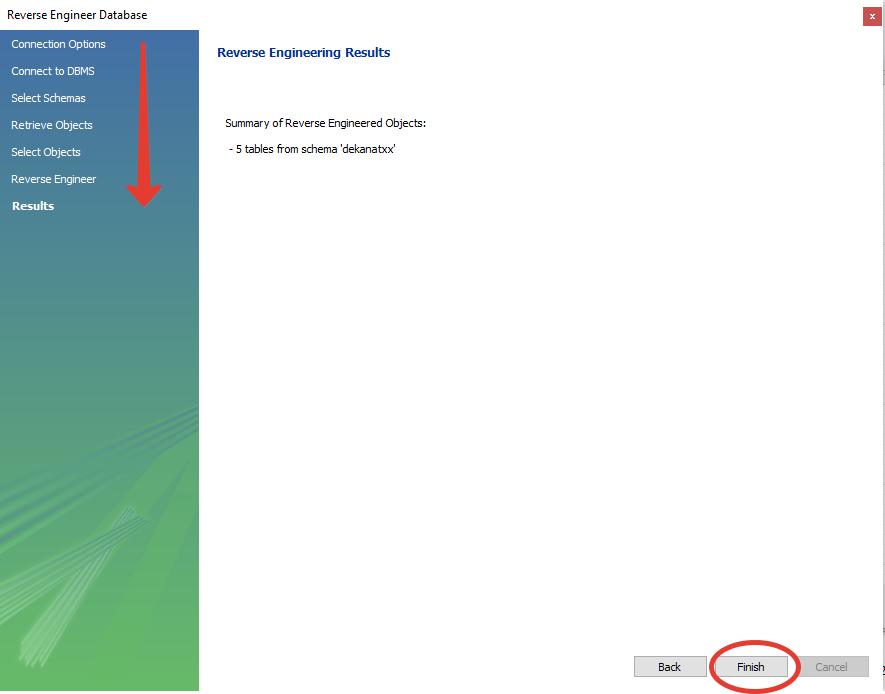 Reverse Engineer Database
x
Connection Options
Connect to DBMS
Select Schemas
Retrieve Objects
Select Objects
Reverse Engineer
Results
Reverse Engineering Results
Summary of Reverse Engineered Objects:
- 5 tables from schema 'dekanatxx'
Back
Finish
Cancel